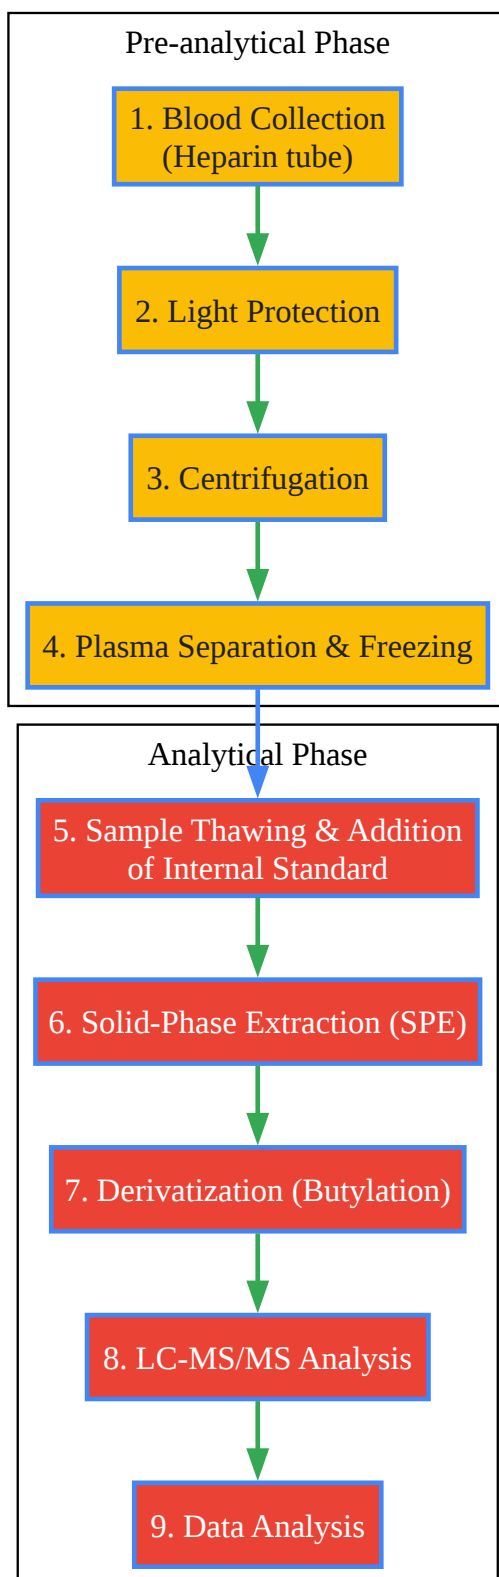 Pre-analytical Phase
1. Blood Collection
(Heparin tube)
2. Light Protection
3. Centrifugation
4. Plasma Separation & Freezing
Analytical Phase
5. Sample Thawing & Addition
of Internal Standard
6. Solid-Phase Extraction (SPE)
7. Derivatization (Butylation)
8. LC-MS/MS Analysis
9. Data Analysis